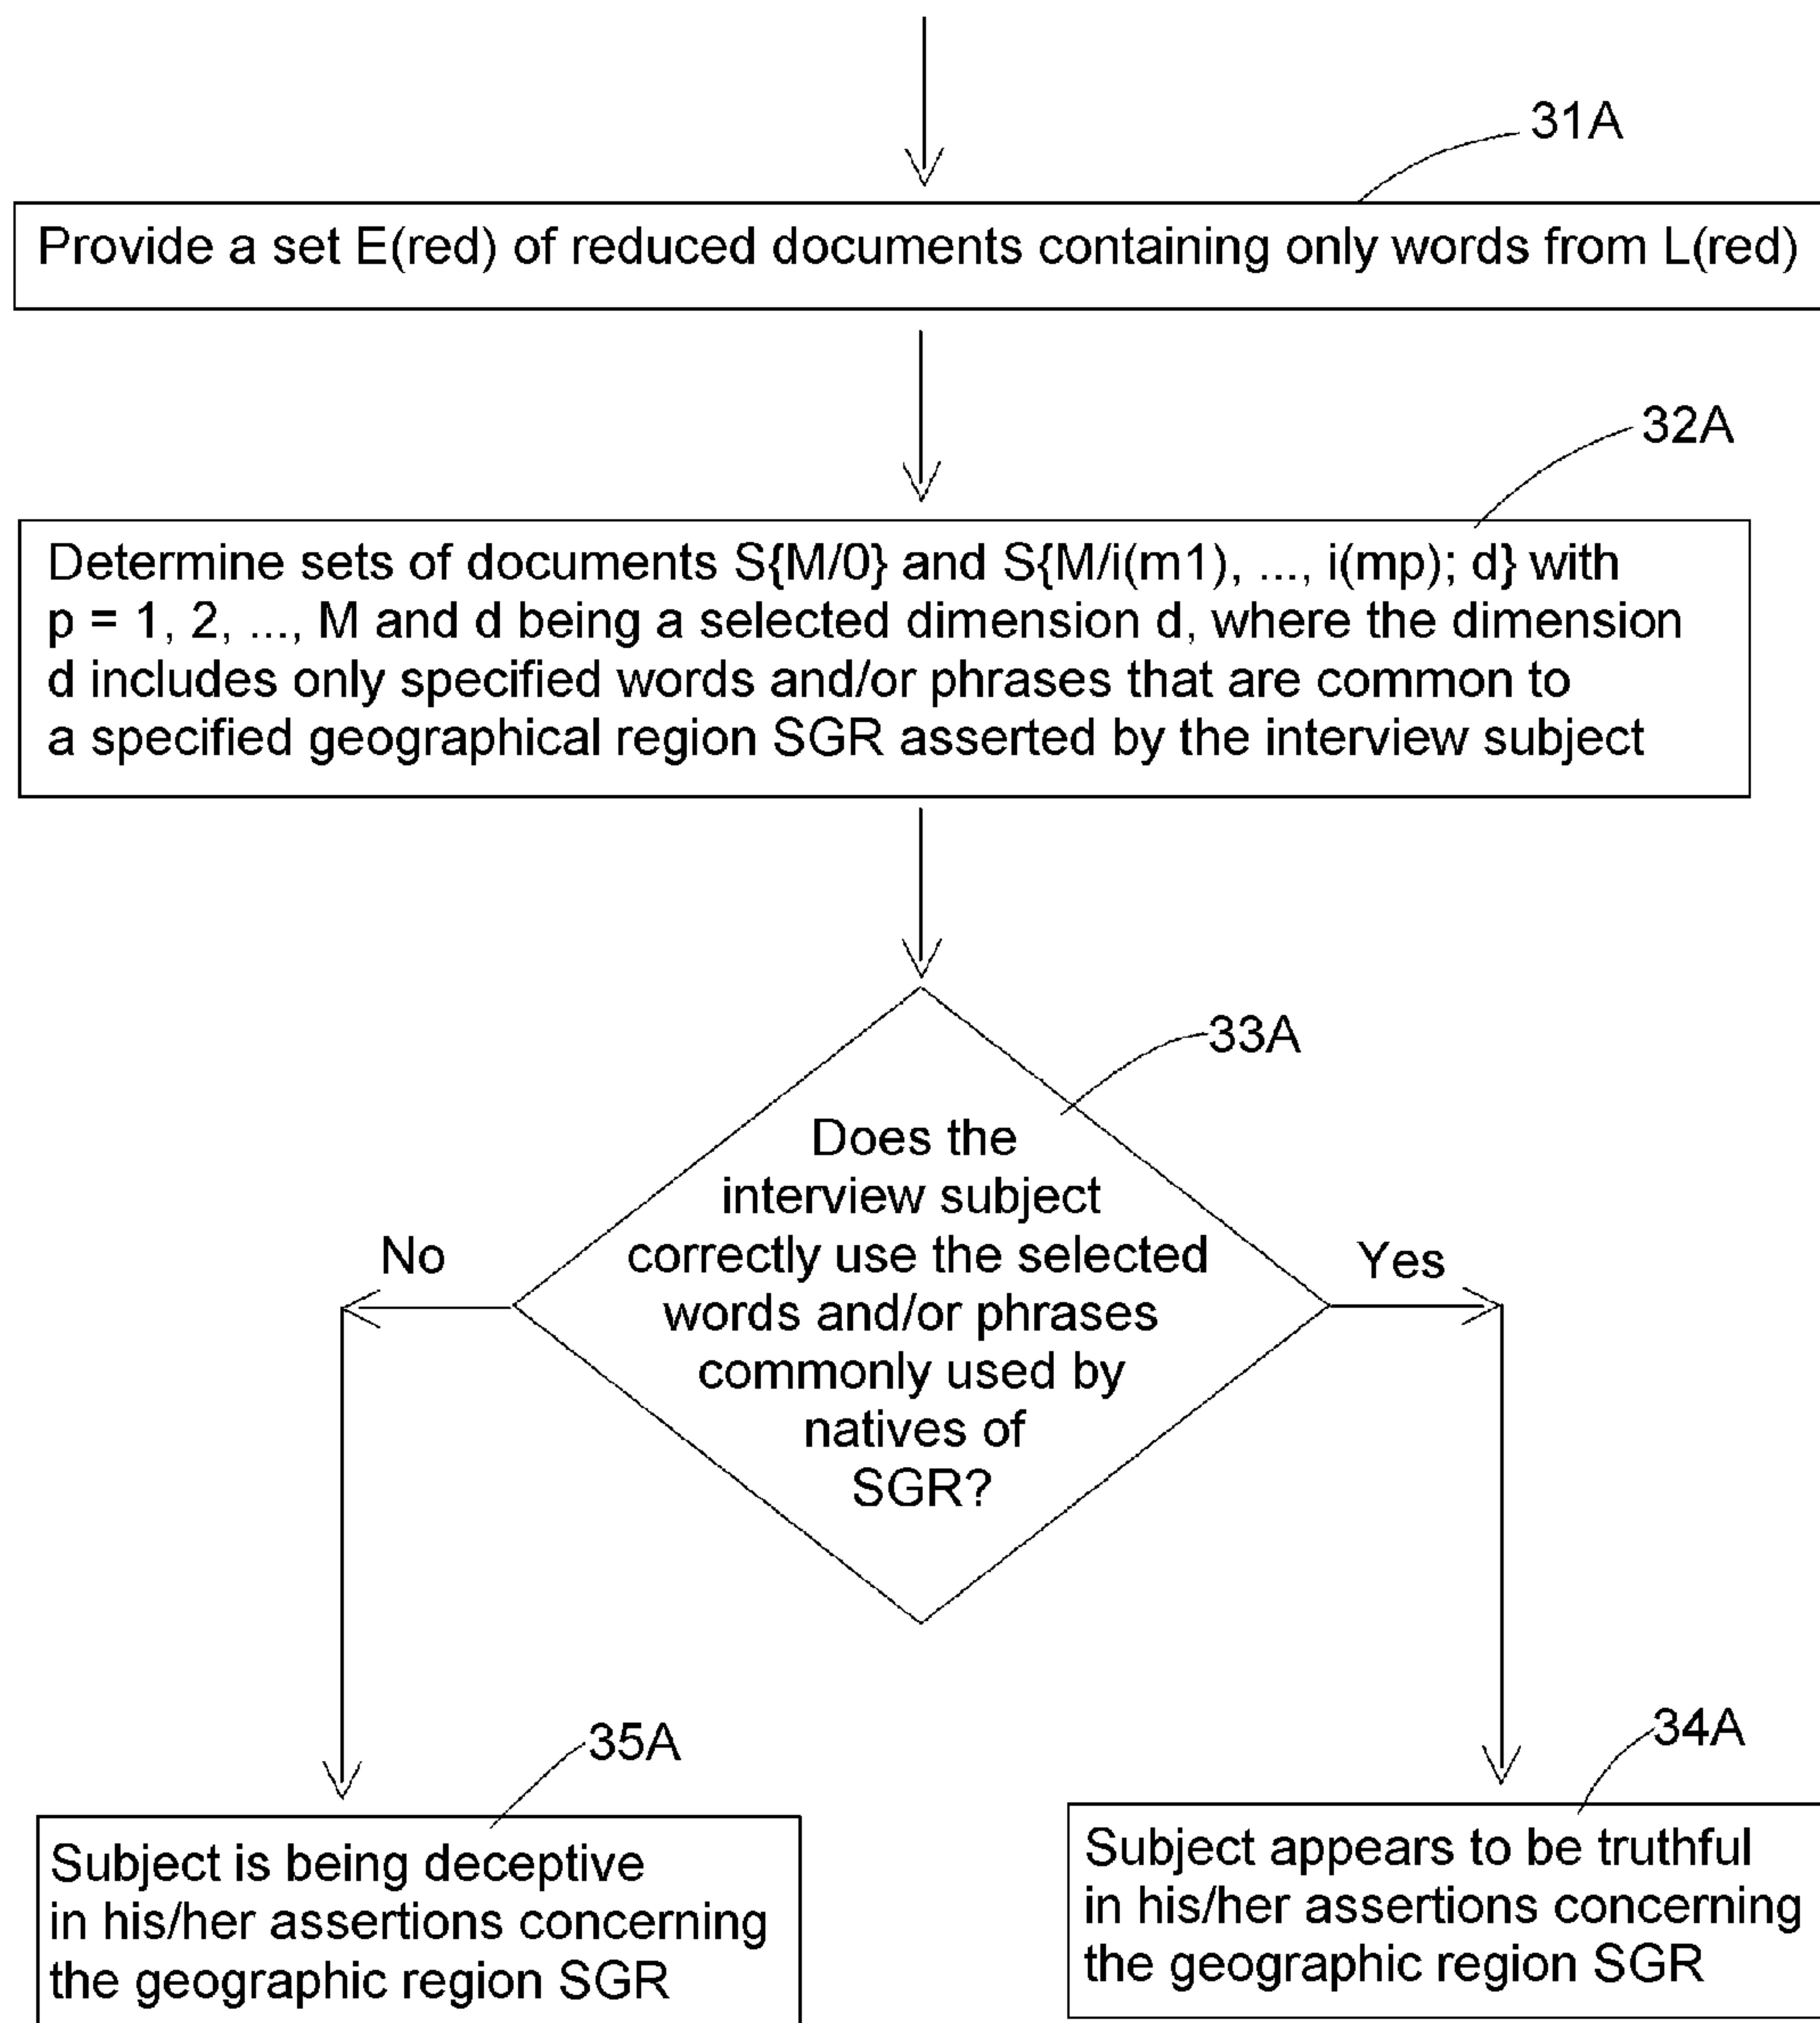 31A
Provide a set E(red) of reduced documents containing only words from L(red)
32A
Determine sets of documents S{M/0} and S{M/i(m1), ..., i(mp); d} with
p = 1, 2, ..., M and d being a selected dimension d, where the dimension
d includes only specified words and/or phrases that are common to
a specified geographical region SGR asserted by the interview subject
33A
Does the
interview subject
correctly use the selected
words and/or phrases
commonly used by
natives of
SGR?
No
Yes
35A
Subject is being deceptive
in his/her assertions concerning
the geographic region SGR
34A
Subject appears to be truthful
in his/her assertions concerning
the geographic region SGR